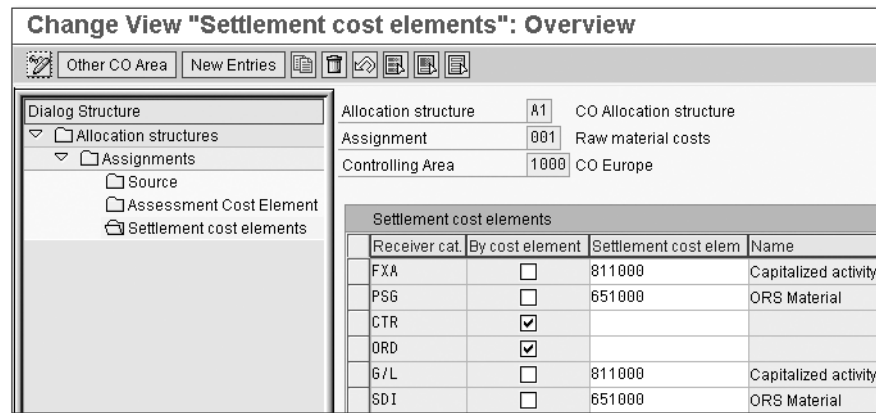 Change View "Settlement cost elements": Overview
Other CO Area New Entries
Dialog Structure
Allocation structures
Assignments
Source
Assessment Cost Element
Settlement cost elements
Allocation structure A1 CO Allocation structure
Assignment 001 Raw material costs
Controlling Area 1000 CO Europe
Settlement cost elements
Receiver cat. By cost element Settlement cost elem Name
FXA 811000 Capitalized activity
PSG 651000 ORS Material
CTR
ORD
G/L 811000 Capitalized activity
SDI 651000 ORS Material